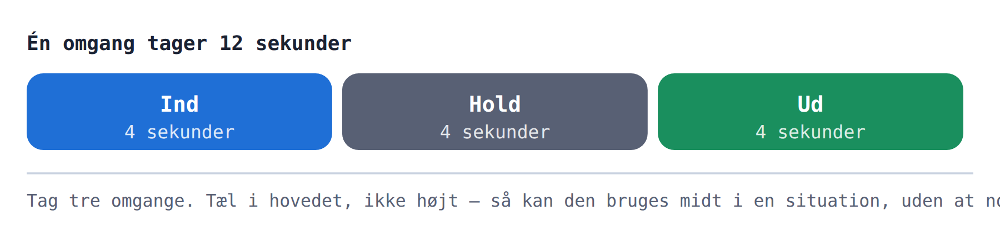 Én omgang tager 12 sekunder
Ind
4 sekunder
Hold
4 sekunder
Ud
4 sekunder
Tag tre omgange. Tæl i hovedet, ikke højt — så kan den bruges midt i en situation, uden at